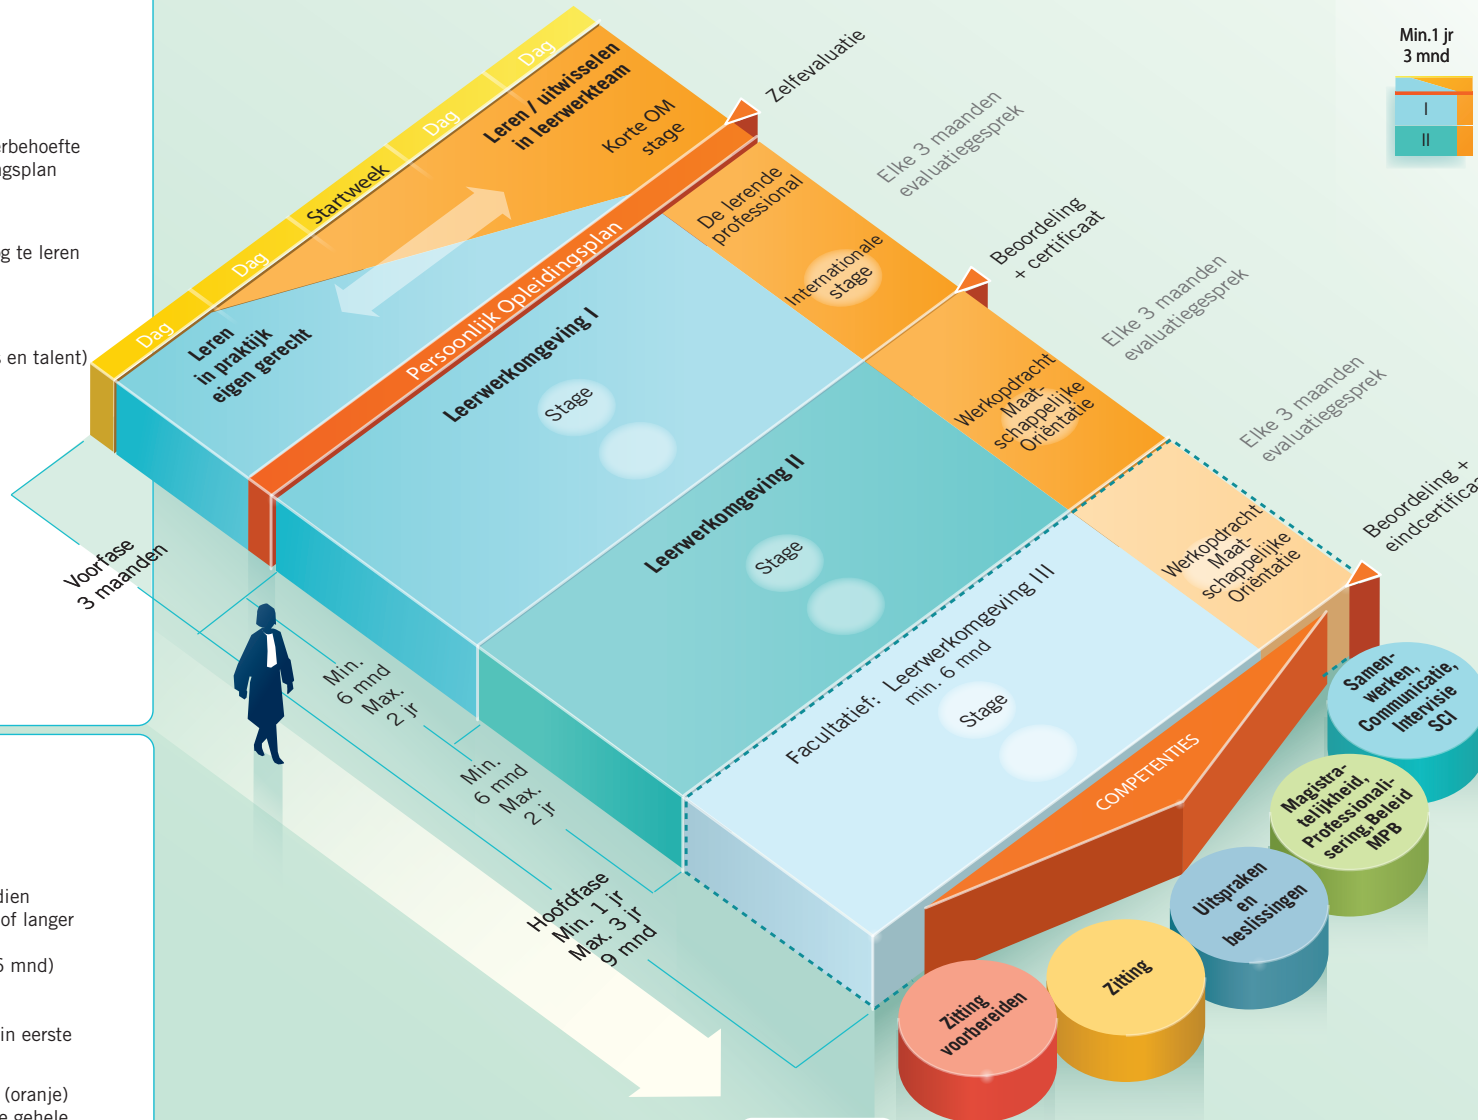 erbehoefte
gsplan
g te leren
s en talent)
dien
of langer
6 mnd)
in eerste
(oranje)
e gehele
Dag
Dag
Startweek
Dag
Dag
Leren / uitwisselen
in leerwerkteam
Korte OM
stage
Leren
in praktijk
eigen gerecht
Persoonlijk Opleidingsplan
Zelfevaluatie
De lerende
professional
Internationale
stage
Elke 3 maanden
evaluatiegesprek
Beoordeling
+ certificaat
Leerwerkomgeving I
Stage
Werkopdracht
Maat-
schappelijke
Oriëntatie
Elke 3 maanden
evaluatiegesprek
Leerwerkomgeving II
Stage
Werkopdracht
Maat-
schappelijke
Oriëntatie
Elke 3 maanden
evaluatiegesprek
Beoordeling +
eindcertificaa
Facultatief: Leerwerkomgeving III
min. 6 mnd
Stage
COMPETENTIES
Voorfase
3 maanden
Min.
6 mnd
Max.
2 jr
Min.
6 mnd
Max.
2 jr
Hoofdfase
Min. 1 jr
Max. 3 jr
9 mnd
Zitting
voorbereiden
Zitting
Uitspraken
en
beslissingen
Magistra-
telijkheid,
Professionali-
sering,Beleid
MPB
Samen-
werken,
Communicatie,
Intervisie
SCI
Min.1 jr
3 mnd
I
II